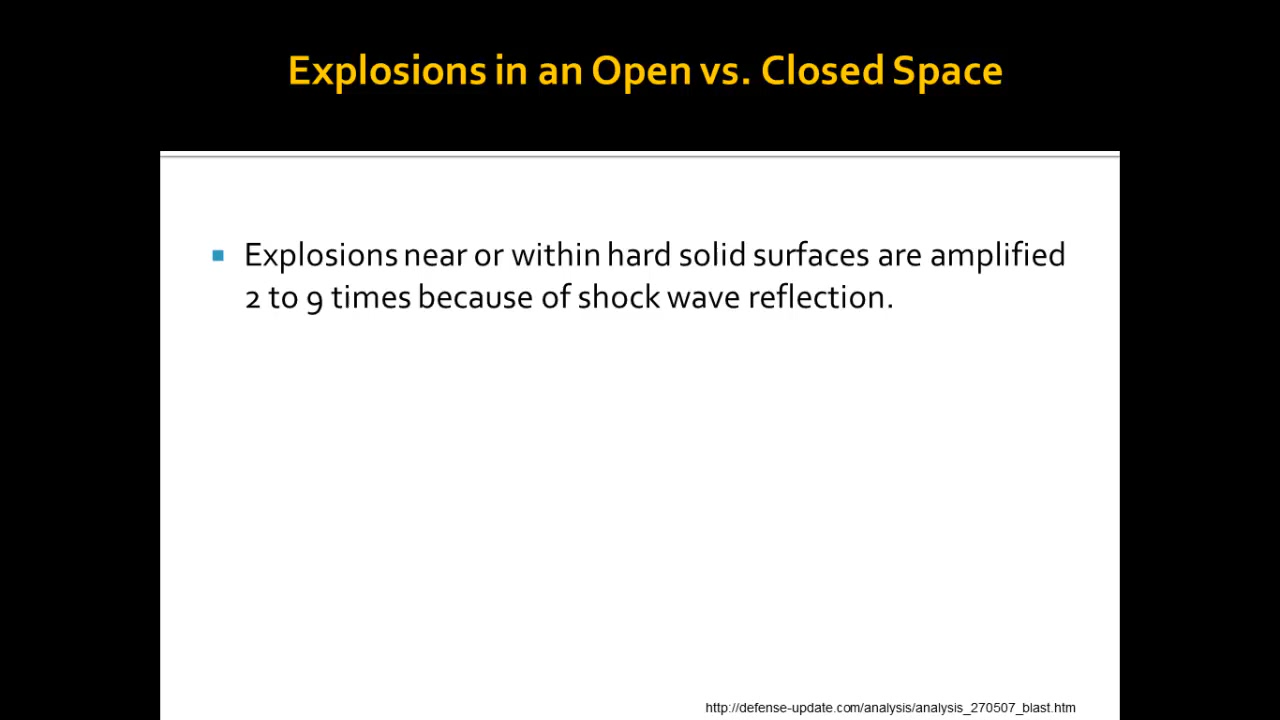 Explosions in an Open vs. Closed Space
Explosions near or within hard solid surfaces are amplified
2 to 9 times because of shock wave reflection.
http://defense-update.com/analysis/analysis_270507_blast.htm